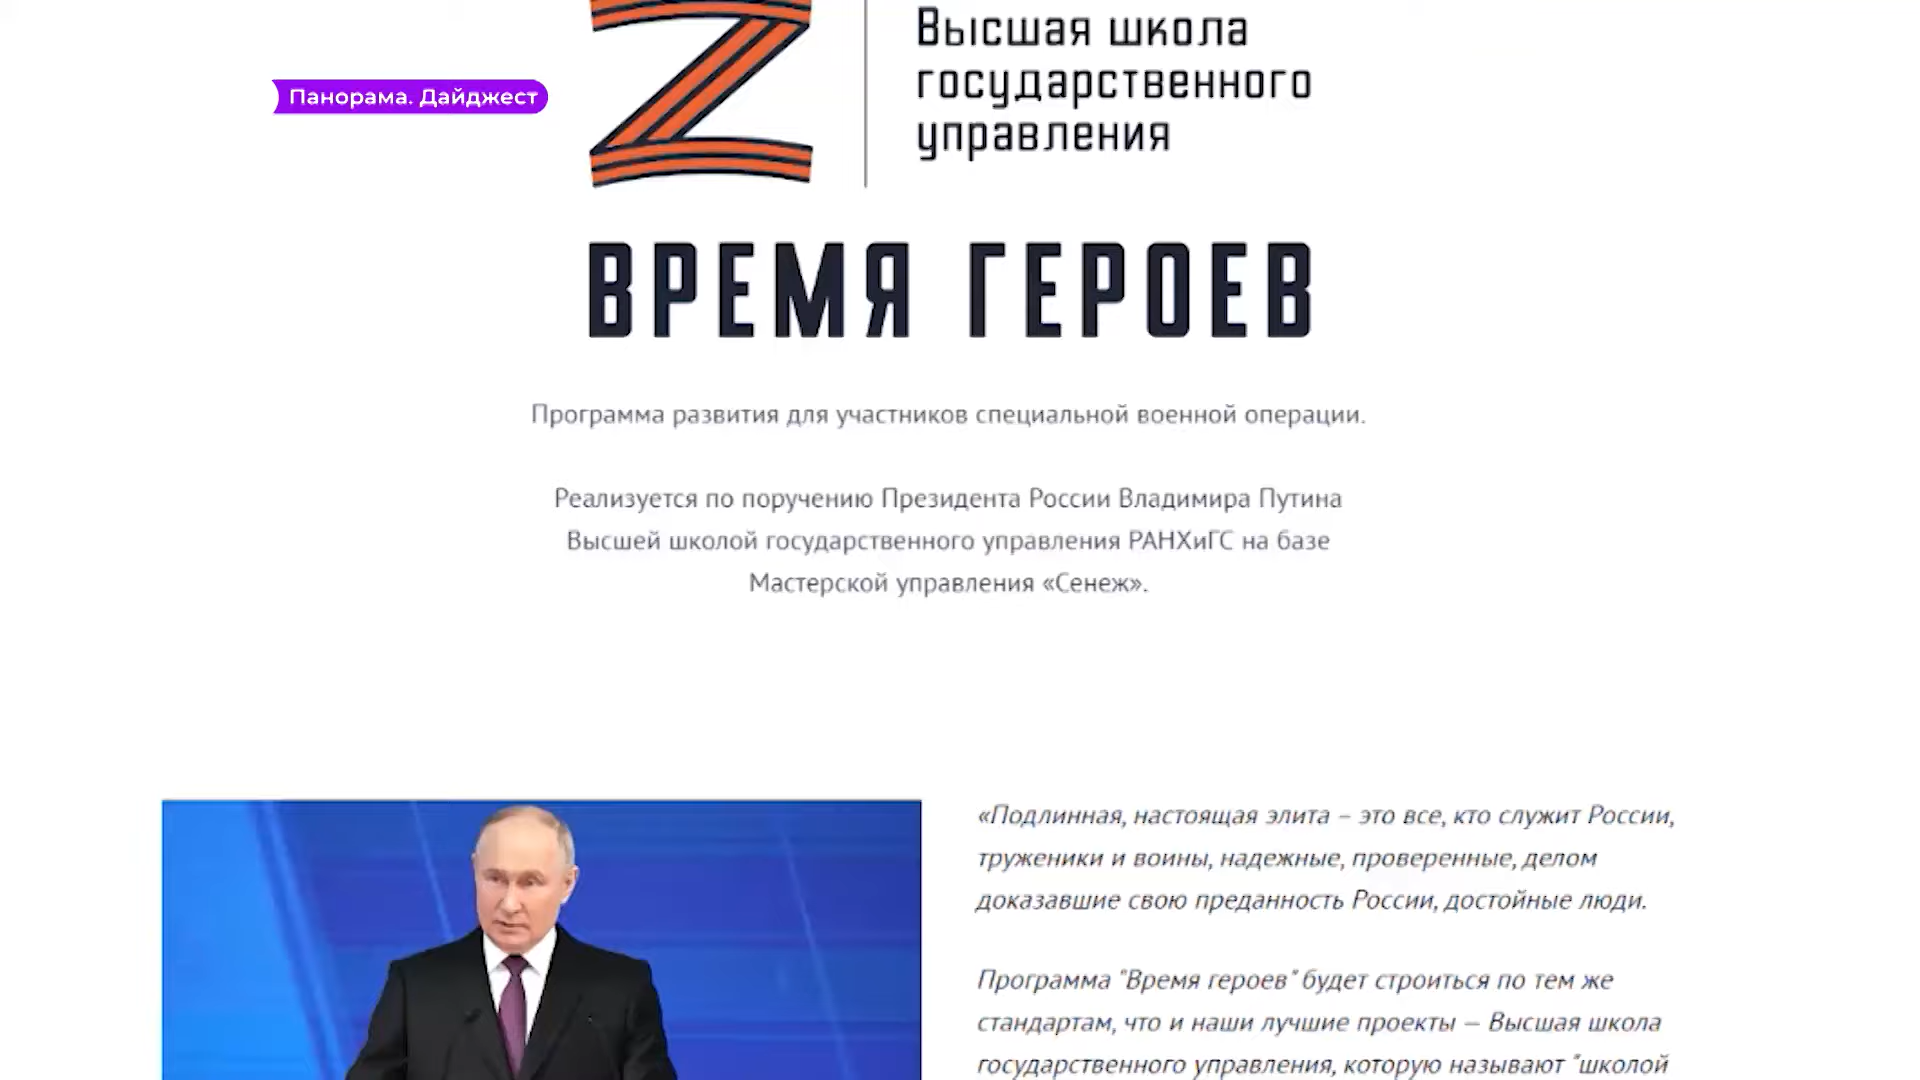 Высшая школа
государственного
управления
Панорама. Дайджест
Z
ВРЕМЯ ГЕРОЕВ
Программа развития для участников специальной военной операции.
Реализуется по поручению Президента России Владимира Путина
Высшей школой государственного управления РАНХиГС на базе
Мастерской управления «Сенеж».
«Подлинная, настоящая элита – это все, кто служит России,
труженики и воины, надежные, проверенные, делом
доказавшие свою преданность России, достойные люди.
Программа "Время героев" будет строиться по тем же
стандартам, что и наши лучшие проекты — Высшая школа
государственного управления, которую называют "школой